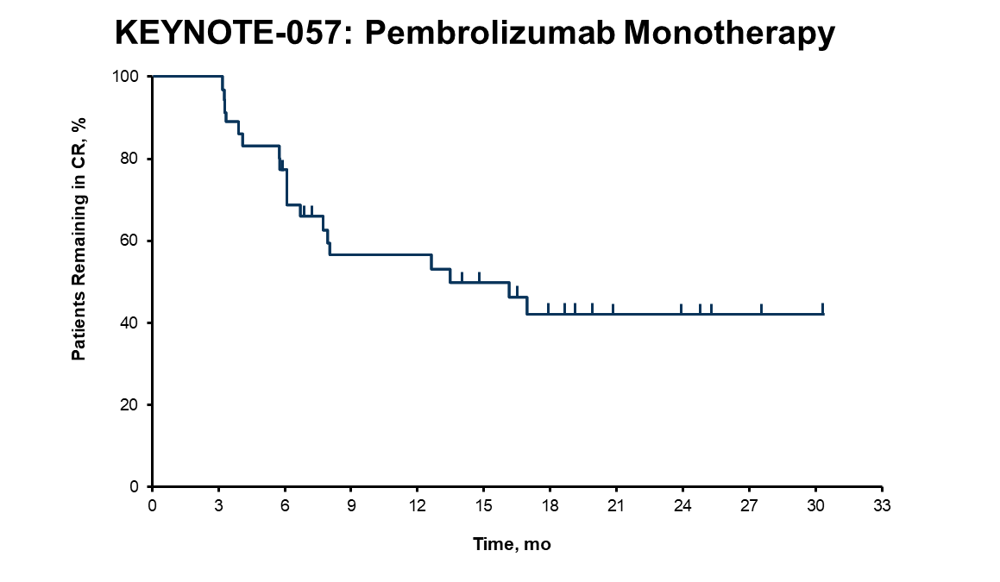 KEYNOTE-057: Pembrolizumab Monotherapy
100
80
60
40
20
0
Patients Remaining in CR, %
0 3 6 9 12 15 18 21 24 27 30 33
Time, mo